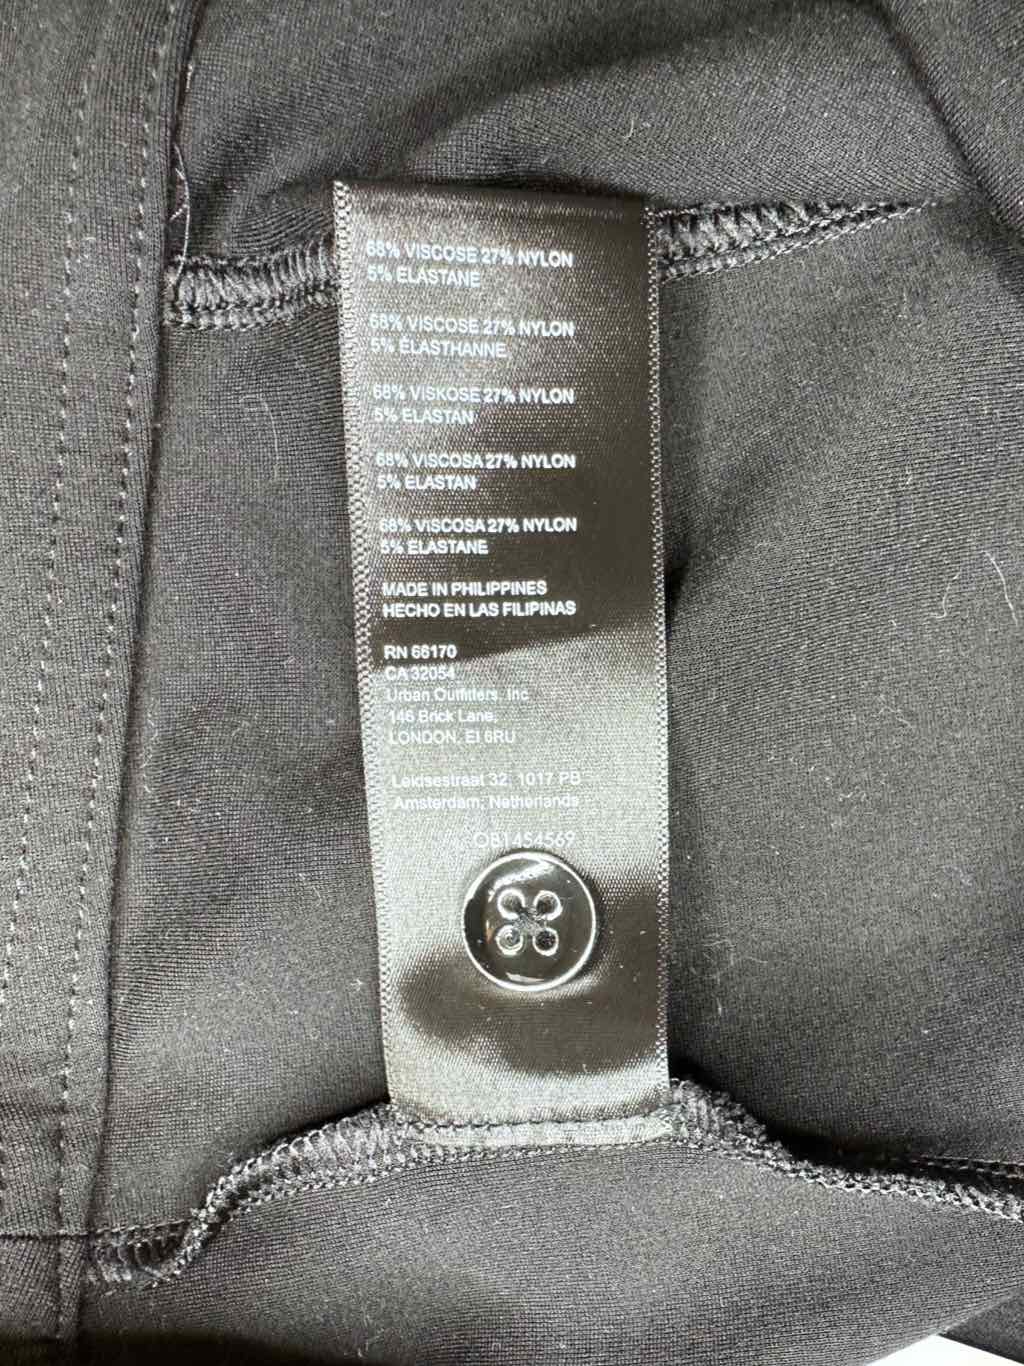 68% VISCOSE 27% NYLON
5% ELASTANE
68% VISCOSE 27% NYLON
5% ÉLASTHANNE
68% VISKOSE 27% NYLON
5% ELASTAN
68% VISCOSA 27% NYLON
5% ELASTAN
68% VISCOSA 27% NYLON
5% ELASTANE
MADE IN PHILIPPINES
HECHO EN LAS FILIPINAS
RN 66170
CA 32054
Urban Outfitters, Inc
146 Brick Lane,
LONDON, EI 6RU
Leidsestraat 32, 1017 PB
Amsterdam, Netherlands
OB1454569